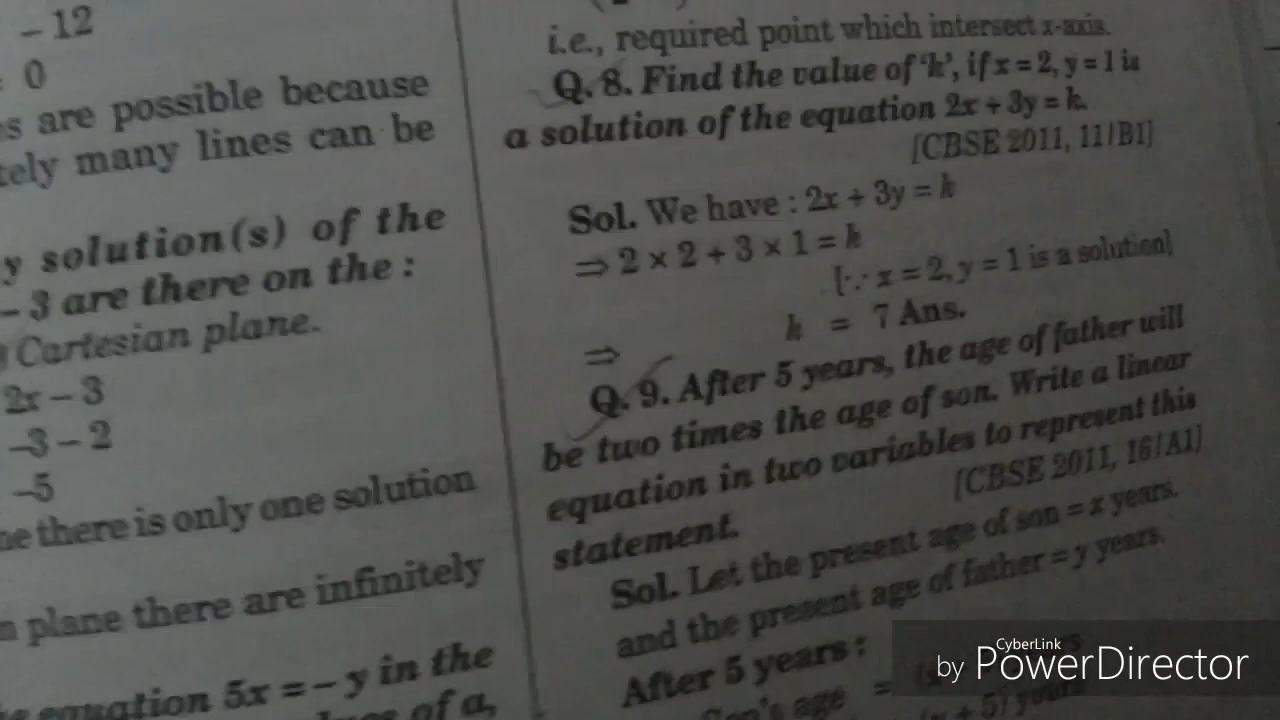 – 12
0
s are possible because
tely many lines can be
y solution(s) of the
– 3 are there on the :
Cartesian plane.
2x – 3
–3 – 2
–5
ne there is only one solution
plane there are infinitely
equation 5x = – y in the
of a,
i.e., required point which intersect x-axis.
Q. 8. Find the value of 'k', if x = 2, y = 1 is
a solution of the equation 2x + 3y = k.
[CBSE 2011, 11/B1]
Sol. We have : 2x + 3y = k
⇒ 2 × 2 + 3 × 1 = k
[∵ x = 2, y = 1 is a solution]
⇒ k = 7 Ans.
Q. 9. After 5 years, the age of father will
be two times the age of son. Write a linear
equation in two variables to represent this
statement.
[CBSE 2011, 16/A1]
Sol. Let the present age of son = x years.
and the present age of father = y years.
After 5 years :
Son's age =
+ 5) years
CyberLink
by PowerDirector